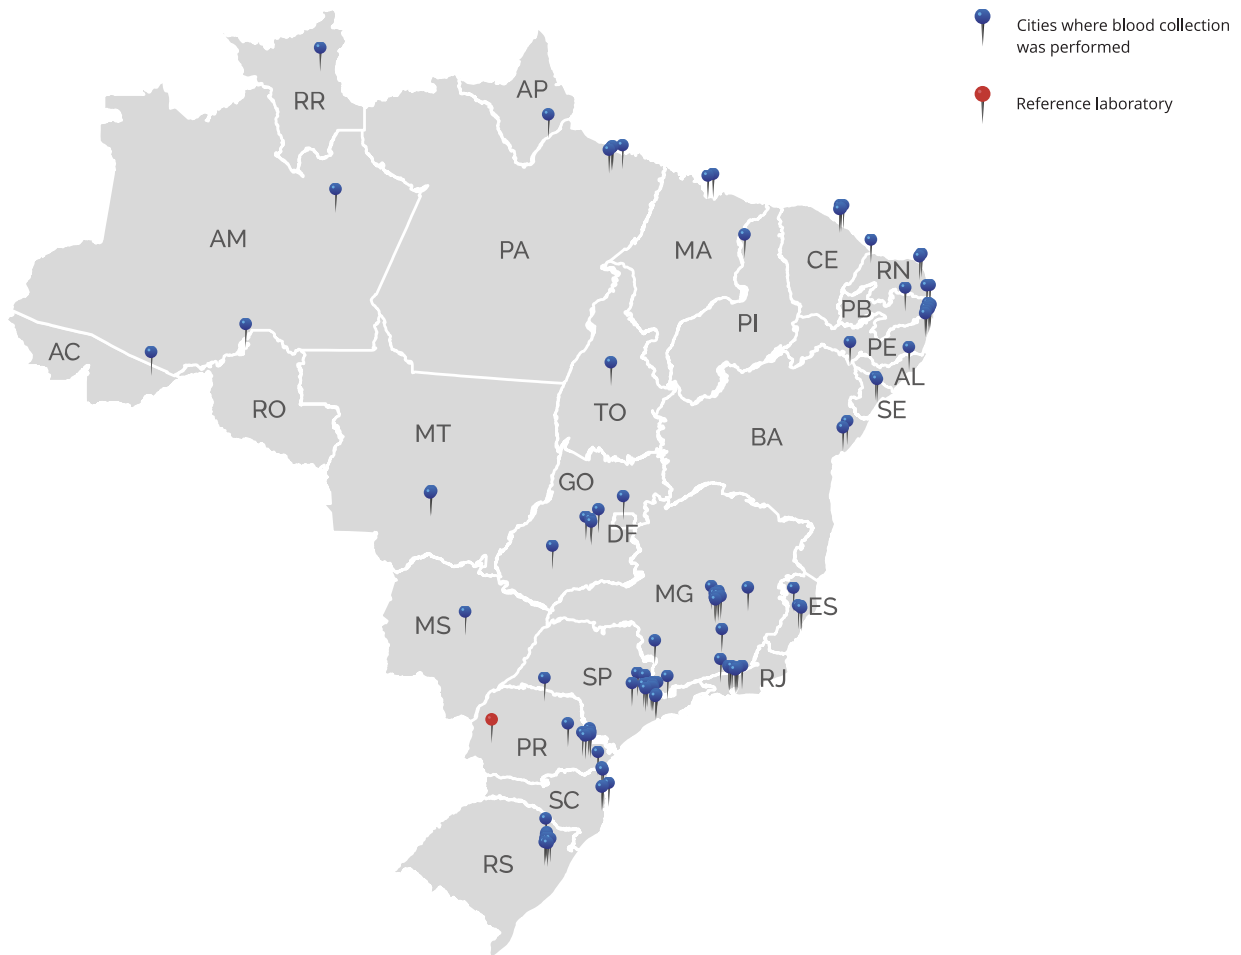 Cities where blood collection
was performed
Reference laboratory
RR
AP
AM
PA
MA
CE
RN
PB
PI
PE
AC
AL
SE
RO
TO
MT
BA
GO
DF
MG
ES
MS
SP
RJ
PR
SC
RS